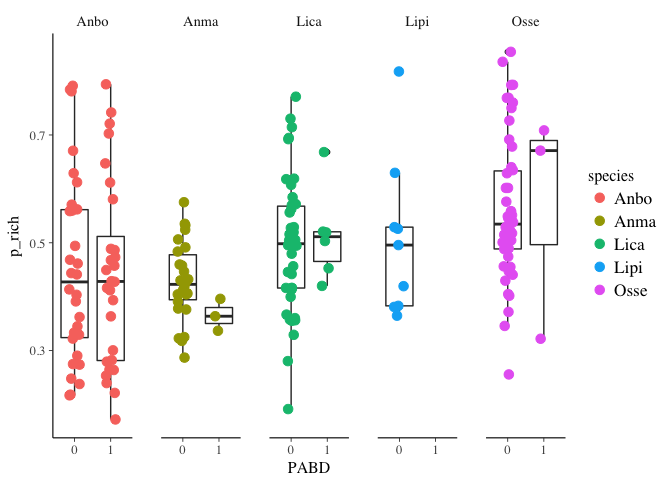 Anbo Anma Lica Lipi Osse
p_rich
0.7
0.5
0.3
0 1 0 1 0 1 0 1 0 1
PABD
species
Anbo
Anma
Lica
Lipi
Osse